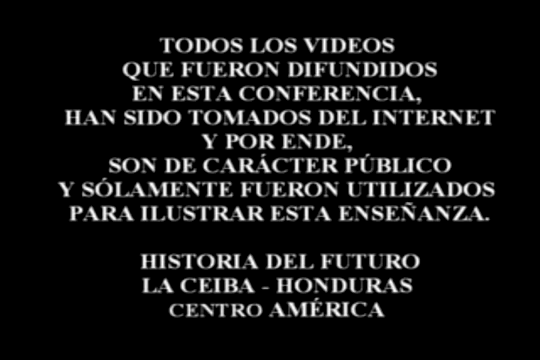 TODOS LOS VIDEOS
QUE FUERON DIFUNDIDOS
EN ESTA CONFERENCIA,
HAN SIDO TOMADOS DEL INTERNET
Y POR ENDE,
SON DE CARÁCTER PÚBLICO
Y SÓLAMENTE FUERON UTILIZADOS
PARA ILUSTRAR ESTA ENSEÑANZA.
HISTORIA DEL FUTURO
LA CEIBA - HONDURAS
CENTRO AMÉRICA